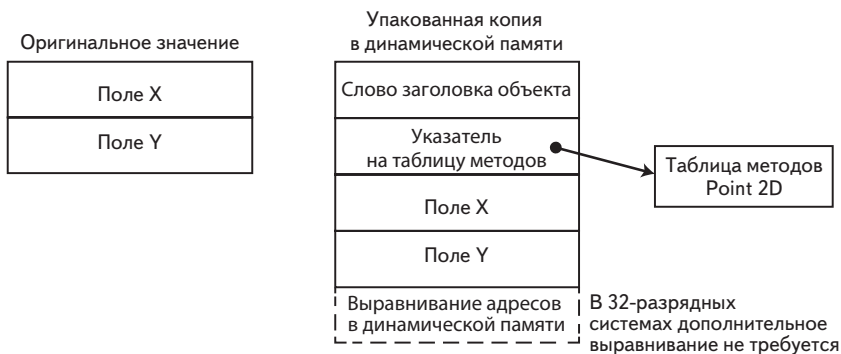 Оригинальное значение
Поле X
Поле Y
Упакованная копия
в динамической памяти
Слово заголовка объекта
Указатель
на таблицу методов
Поле X
Поле Y
Выравнивание адресов
в динамической памяти
Таблица методов
Point 2D
В 32-разрядных
системах дополнительное
выравнивание не требуется